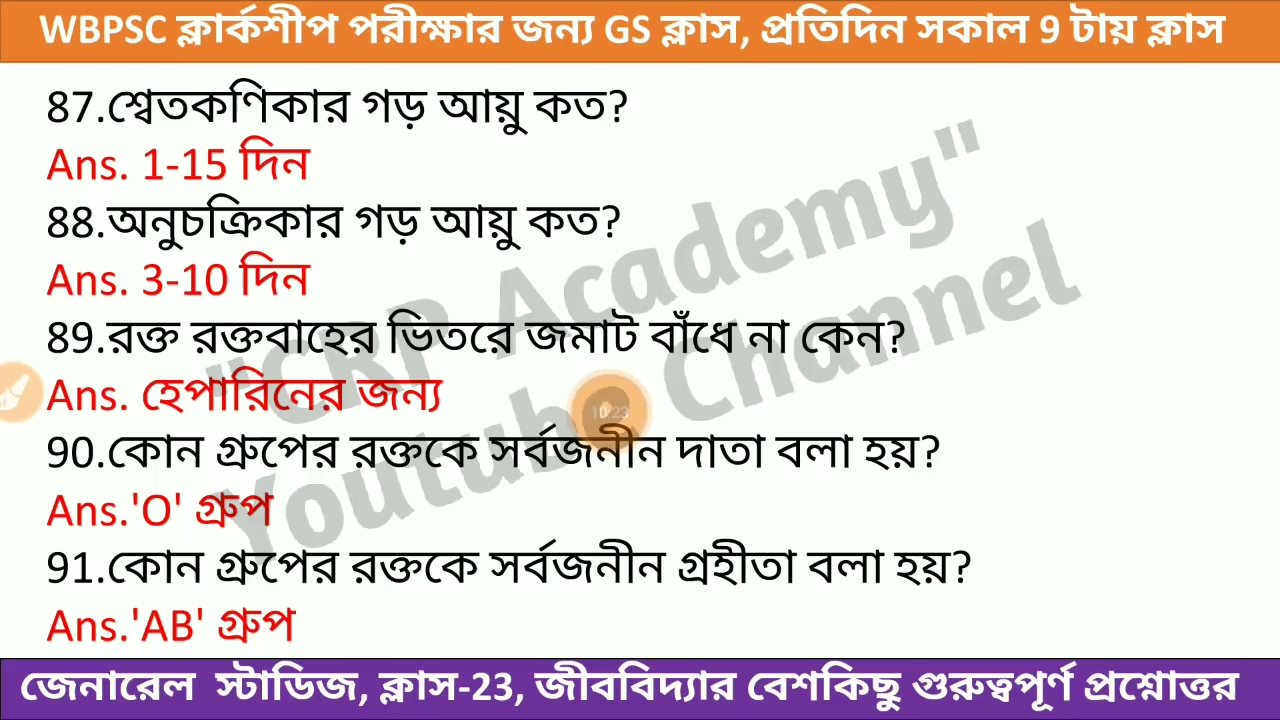 WBPSC ক্লার্কশীপ পরীক্ষার জন্য GS ক্লাস, প্রতিদিন সকাল 9 টায় ক্লাস
87.শ্বেতকণিকার গড় আয়ু কত?
Ans. 1-15 দিন
88.অনুচক্রিকার গড় আয়ু কত?
Ans. 3-10 দিন
89.রক্ত রক্তবাহের ভিতরে জমাট বাঁধে না কেন?
Ans. হেপারিনের জন্য
90.কোন গ্রুপের রক্তকে সর্বজনীন দাতা বলা হয়?
Ans.'O' গ্রুপ
91.কোন গ্রুপের রক্তকে সর্বজনীন গ্রহীতা বলা হয়?
Ans.'AB' গ্রুপ
"CRP Academy"
Youtube Channel
10:23
জেনারেল স্টাডিজ, ক্লাস-23, জীববিদ্যার বেশকিছু গুরুত্বপূর্ণ প্রশ্নোত্তর